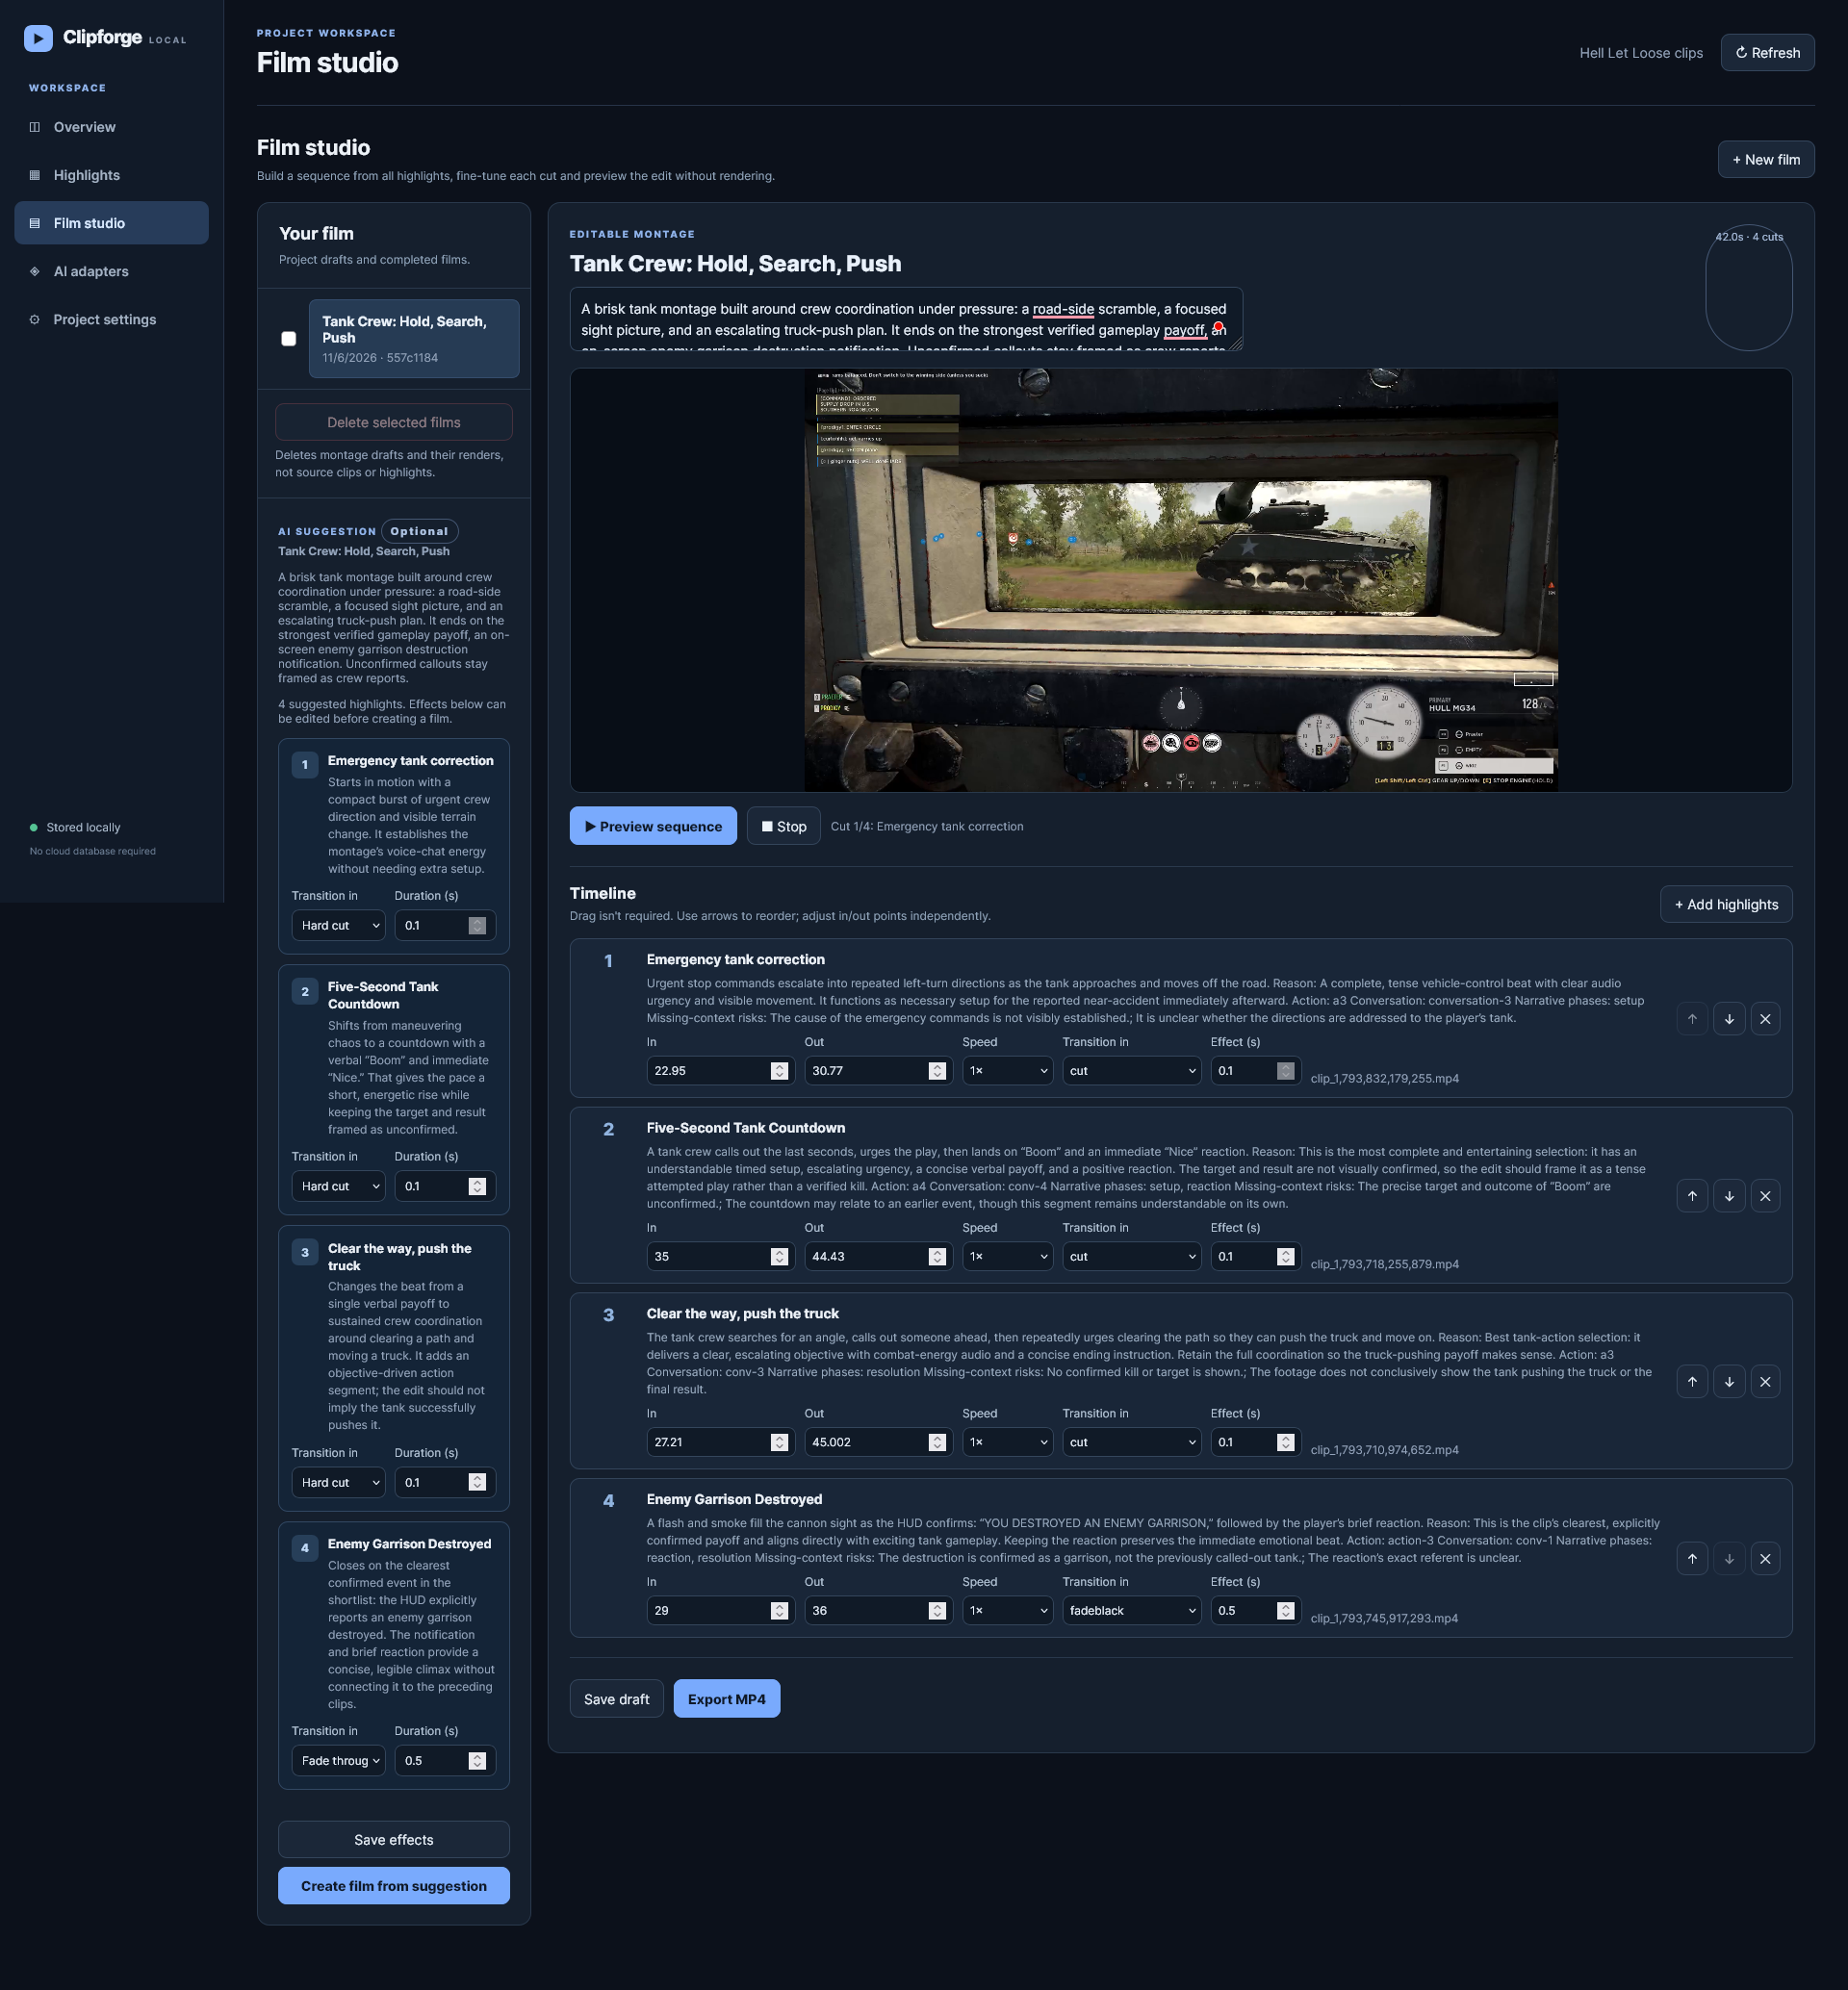 Clipforge LOCAL
WORKSPACE
Overview
Highlights
Film studio
AI adapters
Project settings
Stored locally
No cloud database required
PROJECT WORKSPACE
Film studio
Hell Let Loose clips
Refresh
Film studio
Build a sequence from all highlights, fine-tune each cut and preview the edit without rendering.
+ New film
Your film
Project drafts and completed films.
Tank Crew: Hold, Search,
Push
11/6/2026 · 557c1184
Delete selected films
Deletes montage drafts and their renders,
not source clips or highlights.
AI SUGGESTION Optional
Tank Crew: Hold, Search, Push
A brisk tank montage built around crew
coordination under pressure: a road-side
scramble, a focused sight picture, and an
escalating truck-push plan. It ends on the
strongest verified gameplay payoff, an on-
screen enemy garrison destruction
notification. Unconfirmed callouts stay
framed as crew reports.
4 suggested highlights. Effects below can
be edited before creating a film.
1 Emergency tank correction
Starts in motion with a
compact burst of urgent crew
direction and visible terrain
change. It establishes the
montage’s voice-chat energy
without needing extra setup.
Transition in Duration (s)
Hard cut 0.1
2 Five-Second Tank
Countdown
Shifts from maneuvering
chaos to a countdown with a
verbal “Boom” and immediate
“Nice.” That gives the pace a
short, energetic rise while
keeping the target and result
framed as unconfirmed.
Transition in Duration (s)
Hard cut 0.1
3 Clear the way, push the
truck
Changes the beat from a
single verbal payoff to
sustained crew coordination
around clearing a path and
moving a truck. It adds an
objective-driven action
segment; the edit should not
imply the tank successfully
pushes it.
Transition in Duration (s)
Hard cut 0.1
4 Enemy Garrison Destroyed
Closes on the clearest
confirmed event in the
shortlist: the HUD explicitly
reports an enemy garrison
destroyed. The notification
and brief reaction provide a
concise, legible climax without
connecting it to the preceding
clips.
Transition in Duration (s)
Fade throug 0.5
Save effects
Create film from suggestion
EDITABLE MONTAGE
Tank Crew: Hold, Search, Push
42.0s · 4 cuts
A brisk tank montage built around crew coordination under pressure: a road-side scramble, a focused
sight picture, and an escalating truck-push plan. It ends on the strongest verified gameplay payoff, an
on-screen enemy garrison destruction notification. Unconfirmed callouts stay framed as crew reports
[COMMAND] ORDERED
SUPPLY DROP IN U.S.
SOUTHERN ROADBLOCK
PRIMARY
HULL MG34
128
13
3
EMPTY
[Left Shift/Left Ctrl] GEAR UP/DOWN [E] STOP ENGINE(HOLD)
Preview sequence
Stop
Cut 1/4: Emergency tank correction
Timeline
Drag isn't required. Use arrows to reorder; adjust in/out points independently.
+ Add highlights
1 Emergency tank correction
Urgent stop commands escalate into repeated left-turn directions as the tank approaches and moves off the road. Reason: A complete, tense vehicle-control beat with clear audio
urgency and visible movement. It functions as necessary setup for the reported near-accident immediately afterward. Action: a3 Conversation: conversation-3 Narrative phases: setup
Missing-context risks: The cause of the emergency commands is not visibly established.; It is unclear whether the directions are addressed to the player’s tank.
In Out Speed Transition in Effect (s)
22.95 30.77 1× cut 0.1 clip_1,793,832,179,255.mp4
2 Five-Second Tank Countdown
A tank crew calls out the last seconds, urges the play, then lands on “Boom” and an immediate “Nice” reaction. Reason: This is the most complete and entertaining selection: it has an
understandable timed setup, escalating urgency, a concise verbal payoff, and a positive reaction. The target and result are not visually confirmed, so the edit should frame it as a tense
attempted play rather than a verified kill. Action: a4 Conversation: conv-4 Narrative phases: setup, reaction Missing-context risks: The precise target and outcome of “Boom” are
unconfirmed.; The countdown may relate to an earlier event, though this segment remains understandable on its own.
In Out Speed Transition in Effect (s)
35 44.43 1× cut 0.1 clip_1,793,718,255,879.mp4
3 Clear the way, push the truck
The tank crew searches for an angle, calls out someone ahead, then repeatedly urges clearing the path so they can push the truck and move on. Reason: Best tank-action selection: it
delivers a clear, escalating objective with combat-energy audio and a concise ending instruction. Retain the full coordination so the truck-pushing payoff makes sense. Action: a3
Conversation: conv-3 Narrative phases: resolution Missing-context risks: No confirmed kill or target is shown.; The footage does not conclusively show the tank pushing the truck or the
final result.
In Out Speed Transition in Effect (s)
27.21 45.002 1× cut 0.1 clip_1,793,710,974,652.mp4
4 Enemy Garrison Destroyed
A flash and smoke fill the cannon sight as the HUD confirms: “YOU DESTROYED AN ENEMY GARRISON,” followed by the player’s brief reaction. Reason: This is the clip’s clearest, explicitly
confirmed payoff and aligns directly with exciting tank gameplay. Keeping the reaction preserves the immediate emotional beat. Action: action-3 Conversation: conv-1 Narrative phases:
reaction, resolution Missing-context risks: The destruction is confirmed as a garrison, not the previously called-out tank.; The reaction’s exact referent is unclear.
In Out Speed Transition in Effect (s)
29 36 1× fadeblack 0.5 clip_1,793,745,917,293.mp4
Save draft
Export MP4